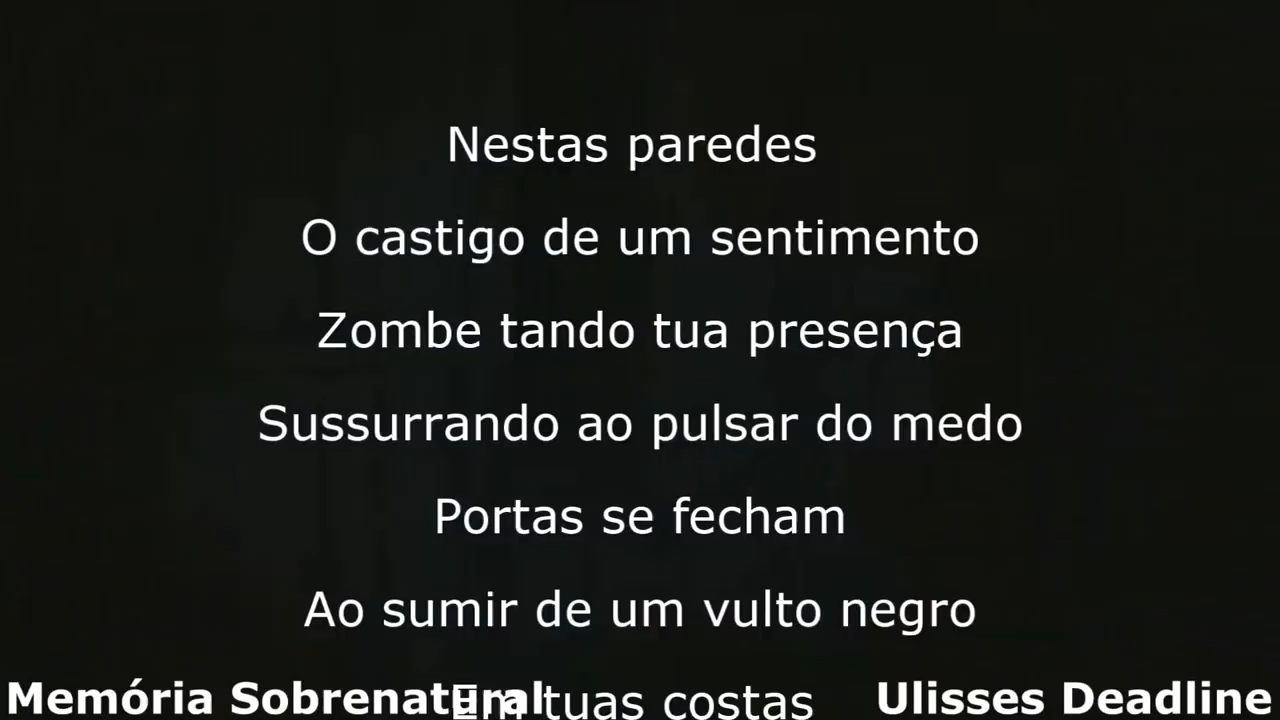 Nestas paredes
O castigo de um sentimento
Zombe tando tua presença
Sussurrando ao pulsar do medo
Portas se fecham
Ao sumir de um vulto negro
Em tuas costas
Memória Sobrenatural
Ulisses Deadline